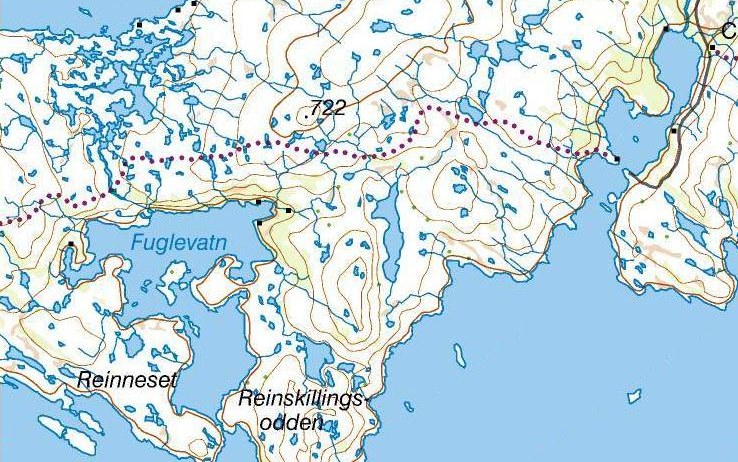 C
722
Fuglevatn
Reinneset
Reinskillings-
odden